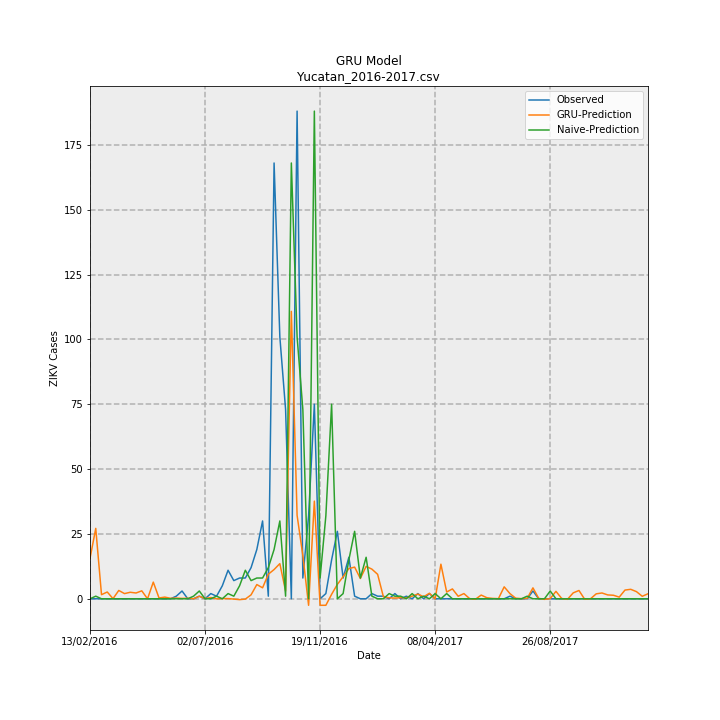 GRU Model
Yucatan_2016-2017.csv
Observed
GRU-Prediction
Naive-Prediction
175
150
125
100
75
50
25
0
ZIKV Cases
13/02/2016 02/07/2016 19/11/2016 08/04/2017 26/08/2017
Date